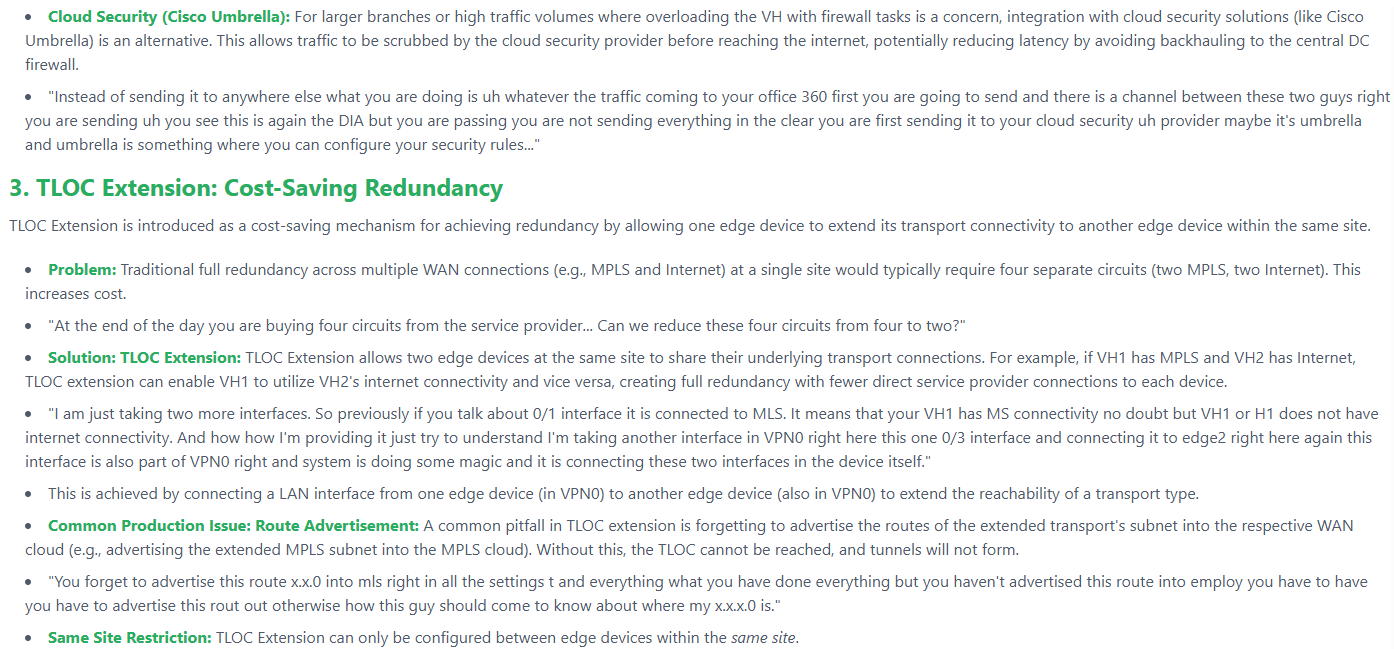 • Cloud Security (Cisco Umbrella): For larger branches or high traffic volumes where overloading the VH with firewall tasks is a concern, integration with cloud security solutions (like Cisco
Umbrella) is an alternative. This allows traffic to be scrubbed by the cloud security provider before reaching the internet, potentially reducing latency by avoiding backhauling to the central DC
firewall.
• "Instead of sending it to anywhere else what you are doing is uh whatever the traffic coming to your office 360 first you are going to send and there is a channel between these two guys right
you are sending uh you see this is again the DIA but you are passing you are not sending everything in the clear you are first sending it to your cloud security uh provider maybe it's umbrella
and umbrella is something where you can configure your security rules..."
3. TLOC Extension: Cost-Saving Redundancy
TLOC Extension is introduced as a cost-saving mechanism for achieving redundancy by allowing one edge device to extend its transport connectivity to another edge device within the same site.
• Problem: Traditional full redundancy across multiple WAN connections (e.g., MPLS and Internet) at a single site would typically require four separate circuits (two MPLS, two Internet). This
increases cost.
• "At the end of the day you are buying four circuits from the service provider... Can we reduce these four circuits from four to two?"
• Solution: TLOC Extension: TLOC Extension allows two edge devices at the same site to share their underlying transport connections. For example, if VH1 has MPLS and VH2 has Internet,
TLOC extension can enable VH1 to utilize VH2's internet connectivity and vice versa, creating full redundancy with fewer direct service provider connections to each device.
• "I am just taking two more interfaces. So previously if you talk about 0/1 interface it is connected to MLS. It means that your VH1 has MS connectivity no doubt but VH1 or H1 does not have
internet connectivity. And how how I'm providing it just try to understand I'm taking another interface in VPN0 right here this one 0/3 interface and connecting it to edge2 right here again this
interface is also part of VPN0 right and system is doing some magic and it is connecting these two interfaces in the device itself."
• This is achieved by connecting a LAN interface from one edge device (in VPN0) to another edge device (also in VPN0) to extend the reachability of a transport type.
• Common Production Issue: Route Advertisement: A common pitfall in TLOC extension is forgetting to advertise the routes of the extended transport's subnet into the respective WAN
cloud (e.g., advertising the extended MPLS subnet into the MPLS cloud). Without this, the TLOC cannot be reached, and tunnels will not form.
• "You forget to advertise this route x.x.0 into mls right in all the settings t and everything what you have done everything but you haven't advertised this route into employ you have to have
you have to advertise this rout out otherwise how this guy should come to know about where my x.x.x.0 is."
• Same Site Restriction: TLOC Extension can only be configured between edge devices within the same site.